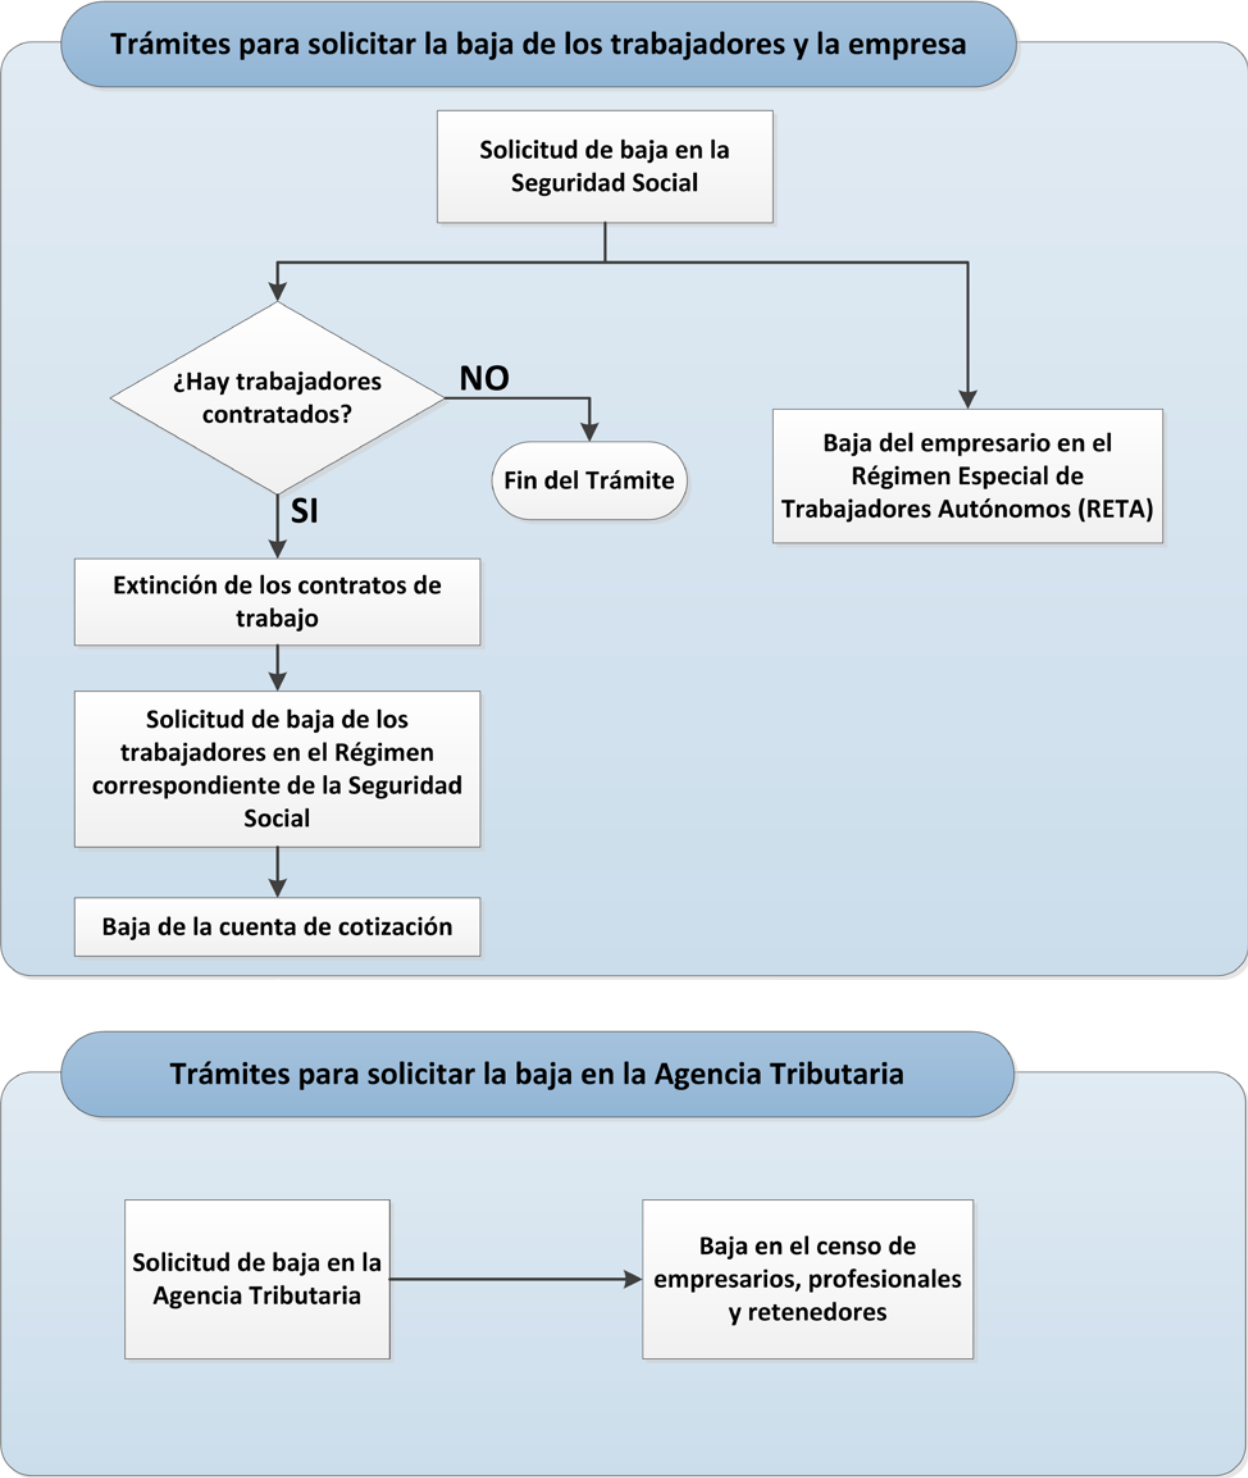 Trámites para solicitar la baja de los trabajadores y la empresa
Solicitud de baja en la
Seguridad Social
¿Hay trabajadores
contratados?
NO
Fin del Trámite
Baja del empresario en el
Régimen Especial de
Trabajadores Autónomos (RETA)
SI
Extinción de los contratos de
trabajo
Solicitud de baja de los
trabajadores en el Régimen
correspondiente de la Seguridad
Social
Baja de la cuenta de cotización
Trámites para solicitar la baja en la Agencia Tributaria
Solicitud de baja en la
Agencia Tributaria
Baja en el censo de
empresarios, profesionales
y retenedores